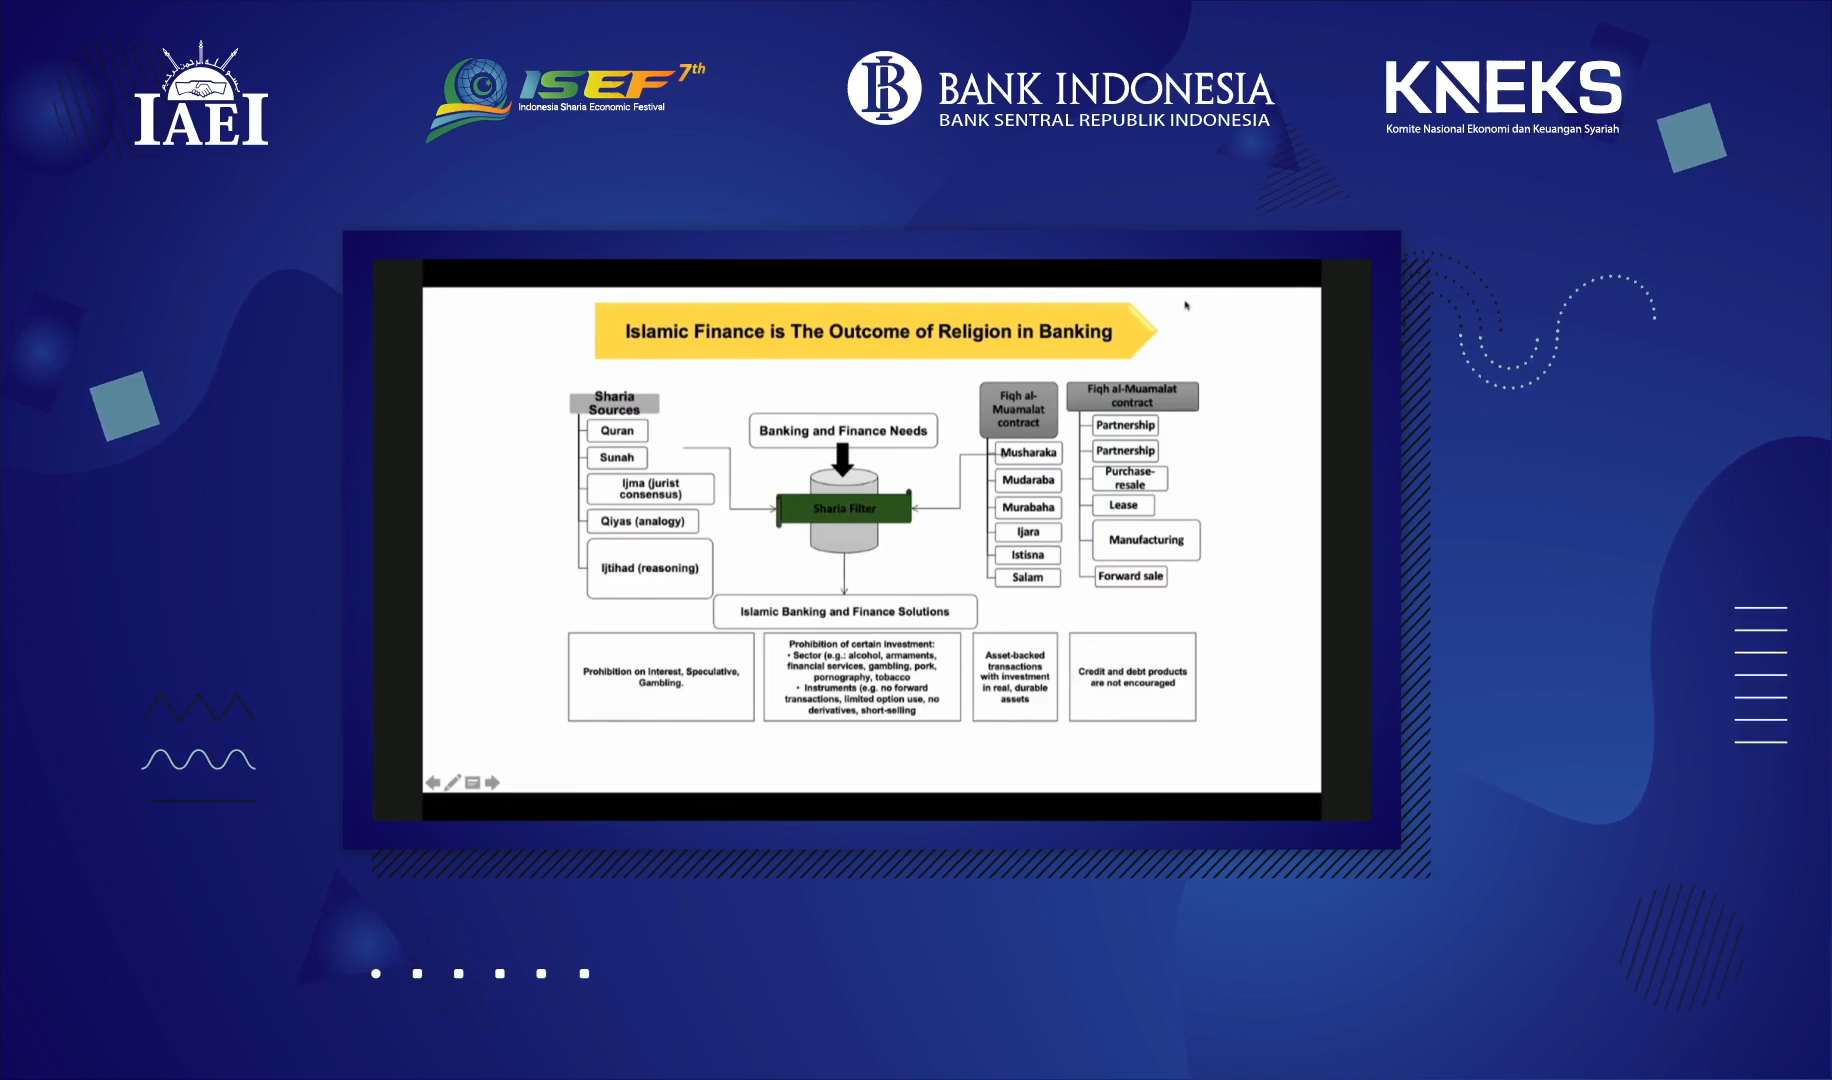 IAEI
ISEF 7th
Indonesia Sharia Economic Festival
BANK INDONESIA
BANK SENTRAL REPUBLIK INDONESIA
KNEKS
Komite Nasional Ekonomi dan Keuangan Syariah
Islamic Finance is The Outcome of Religion in Banking
Sharia
Sources
Quran
Sunah
Ijma (jurist
consensus)
Qiyas (analogy)
Ijtihad (reasoning)
Banking and Finance Needs
Sharia Filter
Islamic Banking and Finance Solutions
Fiqh al-
Muamalat
contract
Musharaka
Mudaraba
Murabaha
Ijara
Istisna
Salam
Fiqh al-Muamalat
contract
Partnership
Partnership
Purchase-
resale
Lease
Manufacturing
Forward sale
Prohibition on Interest, Speculative,
Gambling.
Prohibition of certain investment:
• Sector (e.g.: alcohol, armaments,
financial services, gambling, pork,
pornography, tobacco
• Instruments (e.g. no forward
transactions, limited option use, no
derivatives, short-selling
Asset-backed
transactions
with investment
in real, durable
assets
Credit and debt products
are not encouraged